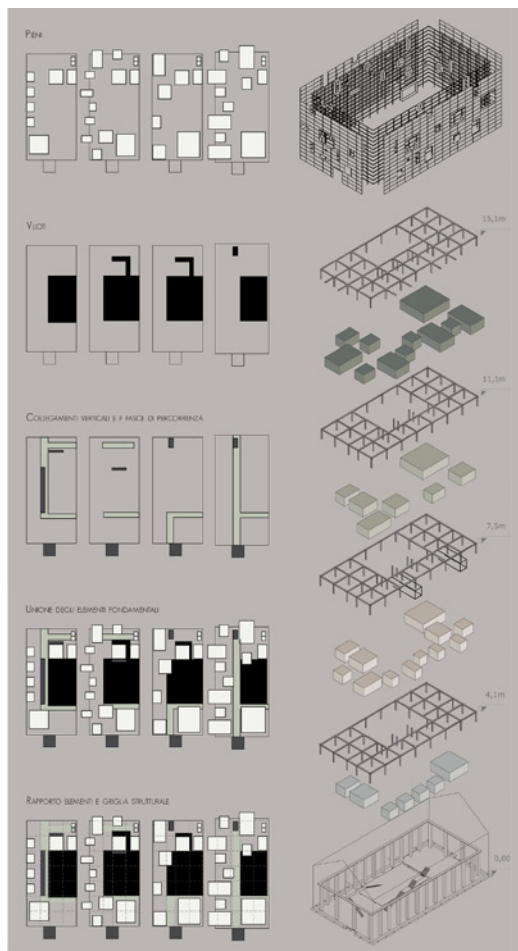 PIENI
15,1m
VUOTI
11,3m
COLLEGAMENTI VERTICALI E F FASCE DI PERCORRENZA
7,5m
UNIONE DEGLI ELEMENTI FONDAMENTALI
4,1m
RAPPORTO ELEMENTI E GRIGLIA STRUTTURALE
0,00